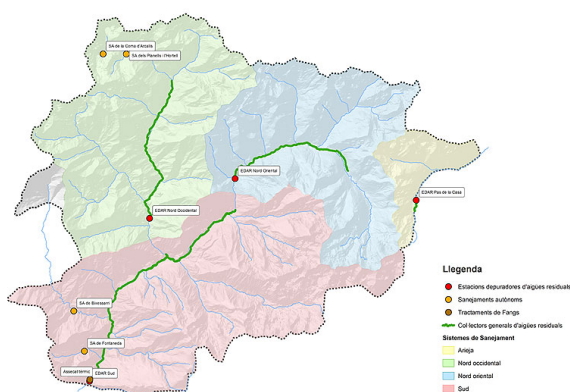 SA de la Coma d'Arcalís
SA dels Planells i l'Hortell
EDAR Nord Oriental
EDAR Pas de la Casa
EDAR Nord Occidental
SA de Bixessarri
SA de Fontaneda
Assecat tèrmic
EDAR Sud
Llegenda
Estacions depuradores d'aigües residuals
Sanejaments autònoms
Tractaments de Fangs
Col·lectors generals d'aigües residuals
Sistemes de Sanejament
Arieja
Nord occidental
Nord oriental
Sud